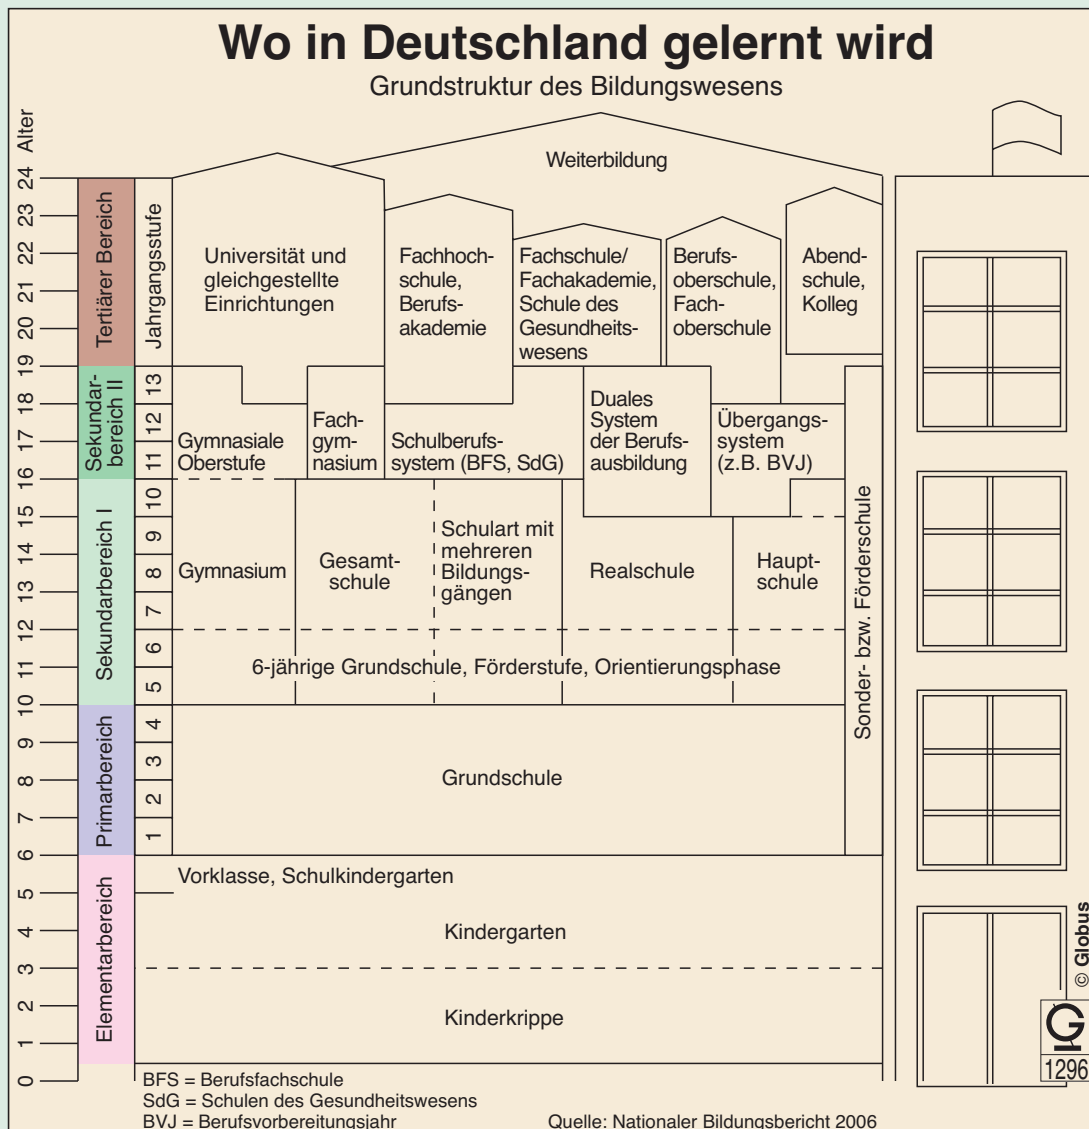 Wo in Deutschland gelernt wird
Grundstruktur des Bildungswesens
Alter
24
23
22
21
20
19
18
17
16
15
14
13
12
11
10
9
8
7
6
5
4
3
2
1
0
Tertiärer Bereich
Sekundar-
bereich II
Sekundarbereich I
Primarbereich
Elementarbereich
Jahrgangsstufe
13
12
11
10
9
8
7
6
5
4
3
2
1
Weiterbildung
Universität und
gleichgestellte
Einrichtungen
Fachhoch-
schule,
Berufs-
akademie
Fachschule/
Fachakademie,
Schule des
Gesundheits-
wesens
Berufs-
oberschule,
Fach-
oberschule
Abend-
schule,
Kolleg
Gymnasiale
Oberstufe
Fach-
gym-
nasium
Schulberufs-
system (BFS, SdG)
Duales
System
der Berufs-
ausbildung
Übergangs-
system
(z.B. BVJ)
Gymnasium
Gesamt-
schule
Schulart mit
mehreren
Bildungs-
gängen
Realschule
Haupt-
schule
Sonder- bzw. Förderschule
6-jährige Grundschule, Förderstufe, Orientierungsphase
Grundschule
Vorklasse, Schulkindergarten
Kindergarten
Kinderkrippe
BFS = Berufsfachschule
SdG = Schulen des Gesundheitswesens
BVJ = Berufsvorbereitungsjahr
Quelle: Nationaler Bildungsbericht 2006
© Globus
G
1296